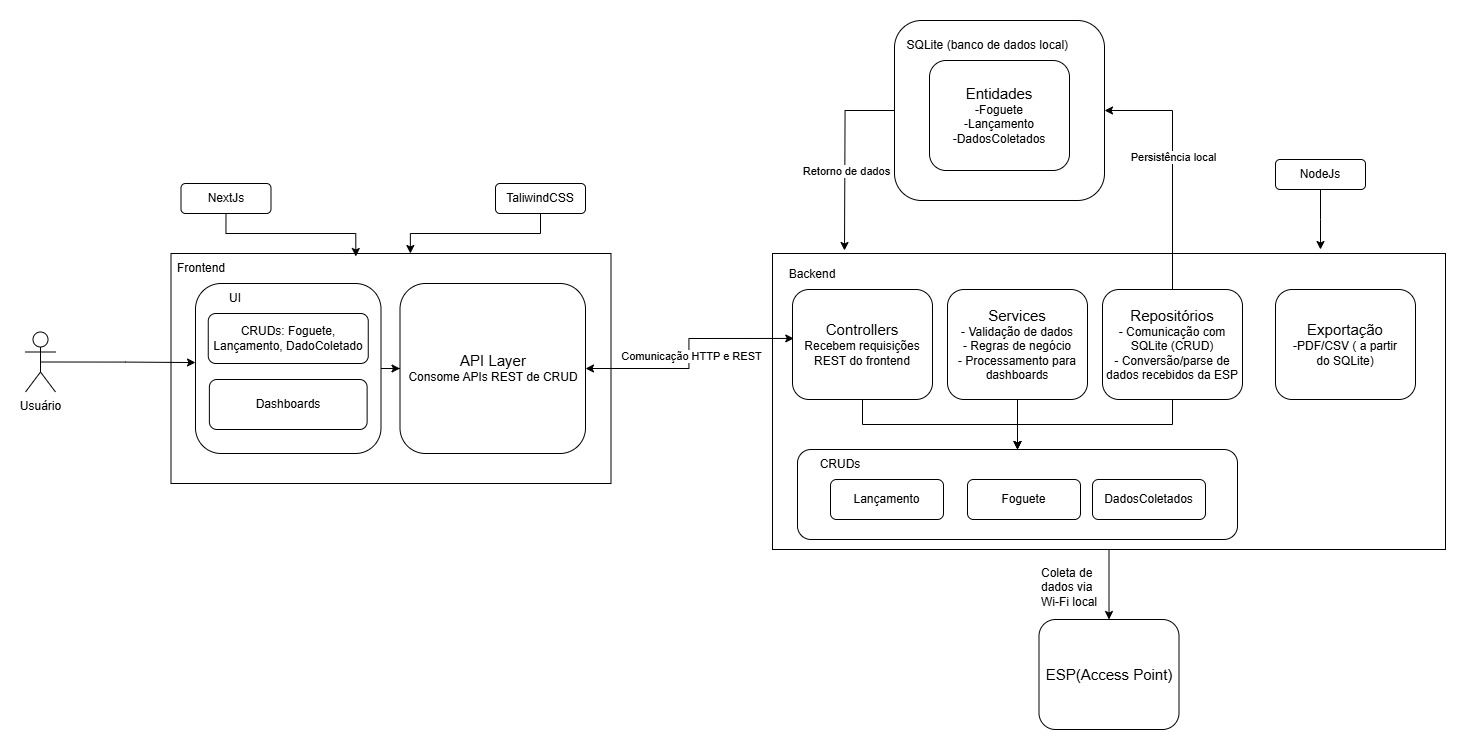 SQLite (banco de dados local)
Entidades
-Foguete
-Lançamento
-DadosColetados
Retorno de dados
Persistência local
NodeJs
NextJs
TaliwindCSS
Frontend
UI
CRUDs: Foguete,
Lançamento, DadoColetado
Dashboards
API Layer
Consome APIs REST de CRUD
Usuário
Comunicação HTTP e REST
Backend
Controllers
Recebem requisições
REST do frontend
Services
- Validação de dados
- Regras de negócio
- Processamento para
dashboards
Repositórios
- Comunicação com
SQLite (CRUD)
- Conversão/parse de
dados recebidos da ESP
Exportação
-PDF/CSV ( a partir
do SQLite)
CRUDs
Lançamento
Foguete
DadosColetados
Coleta de
dados via
Wi-Fi local
ESP(Access Point)